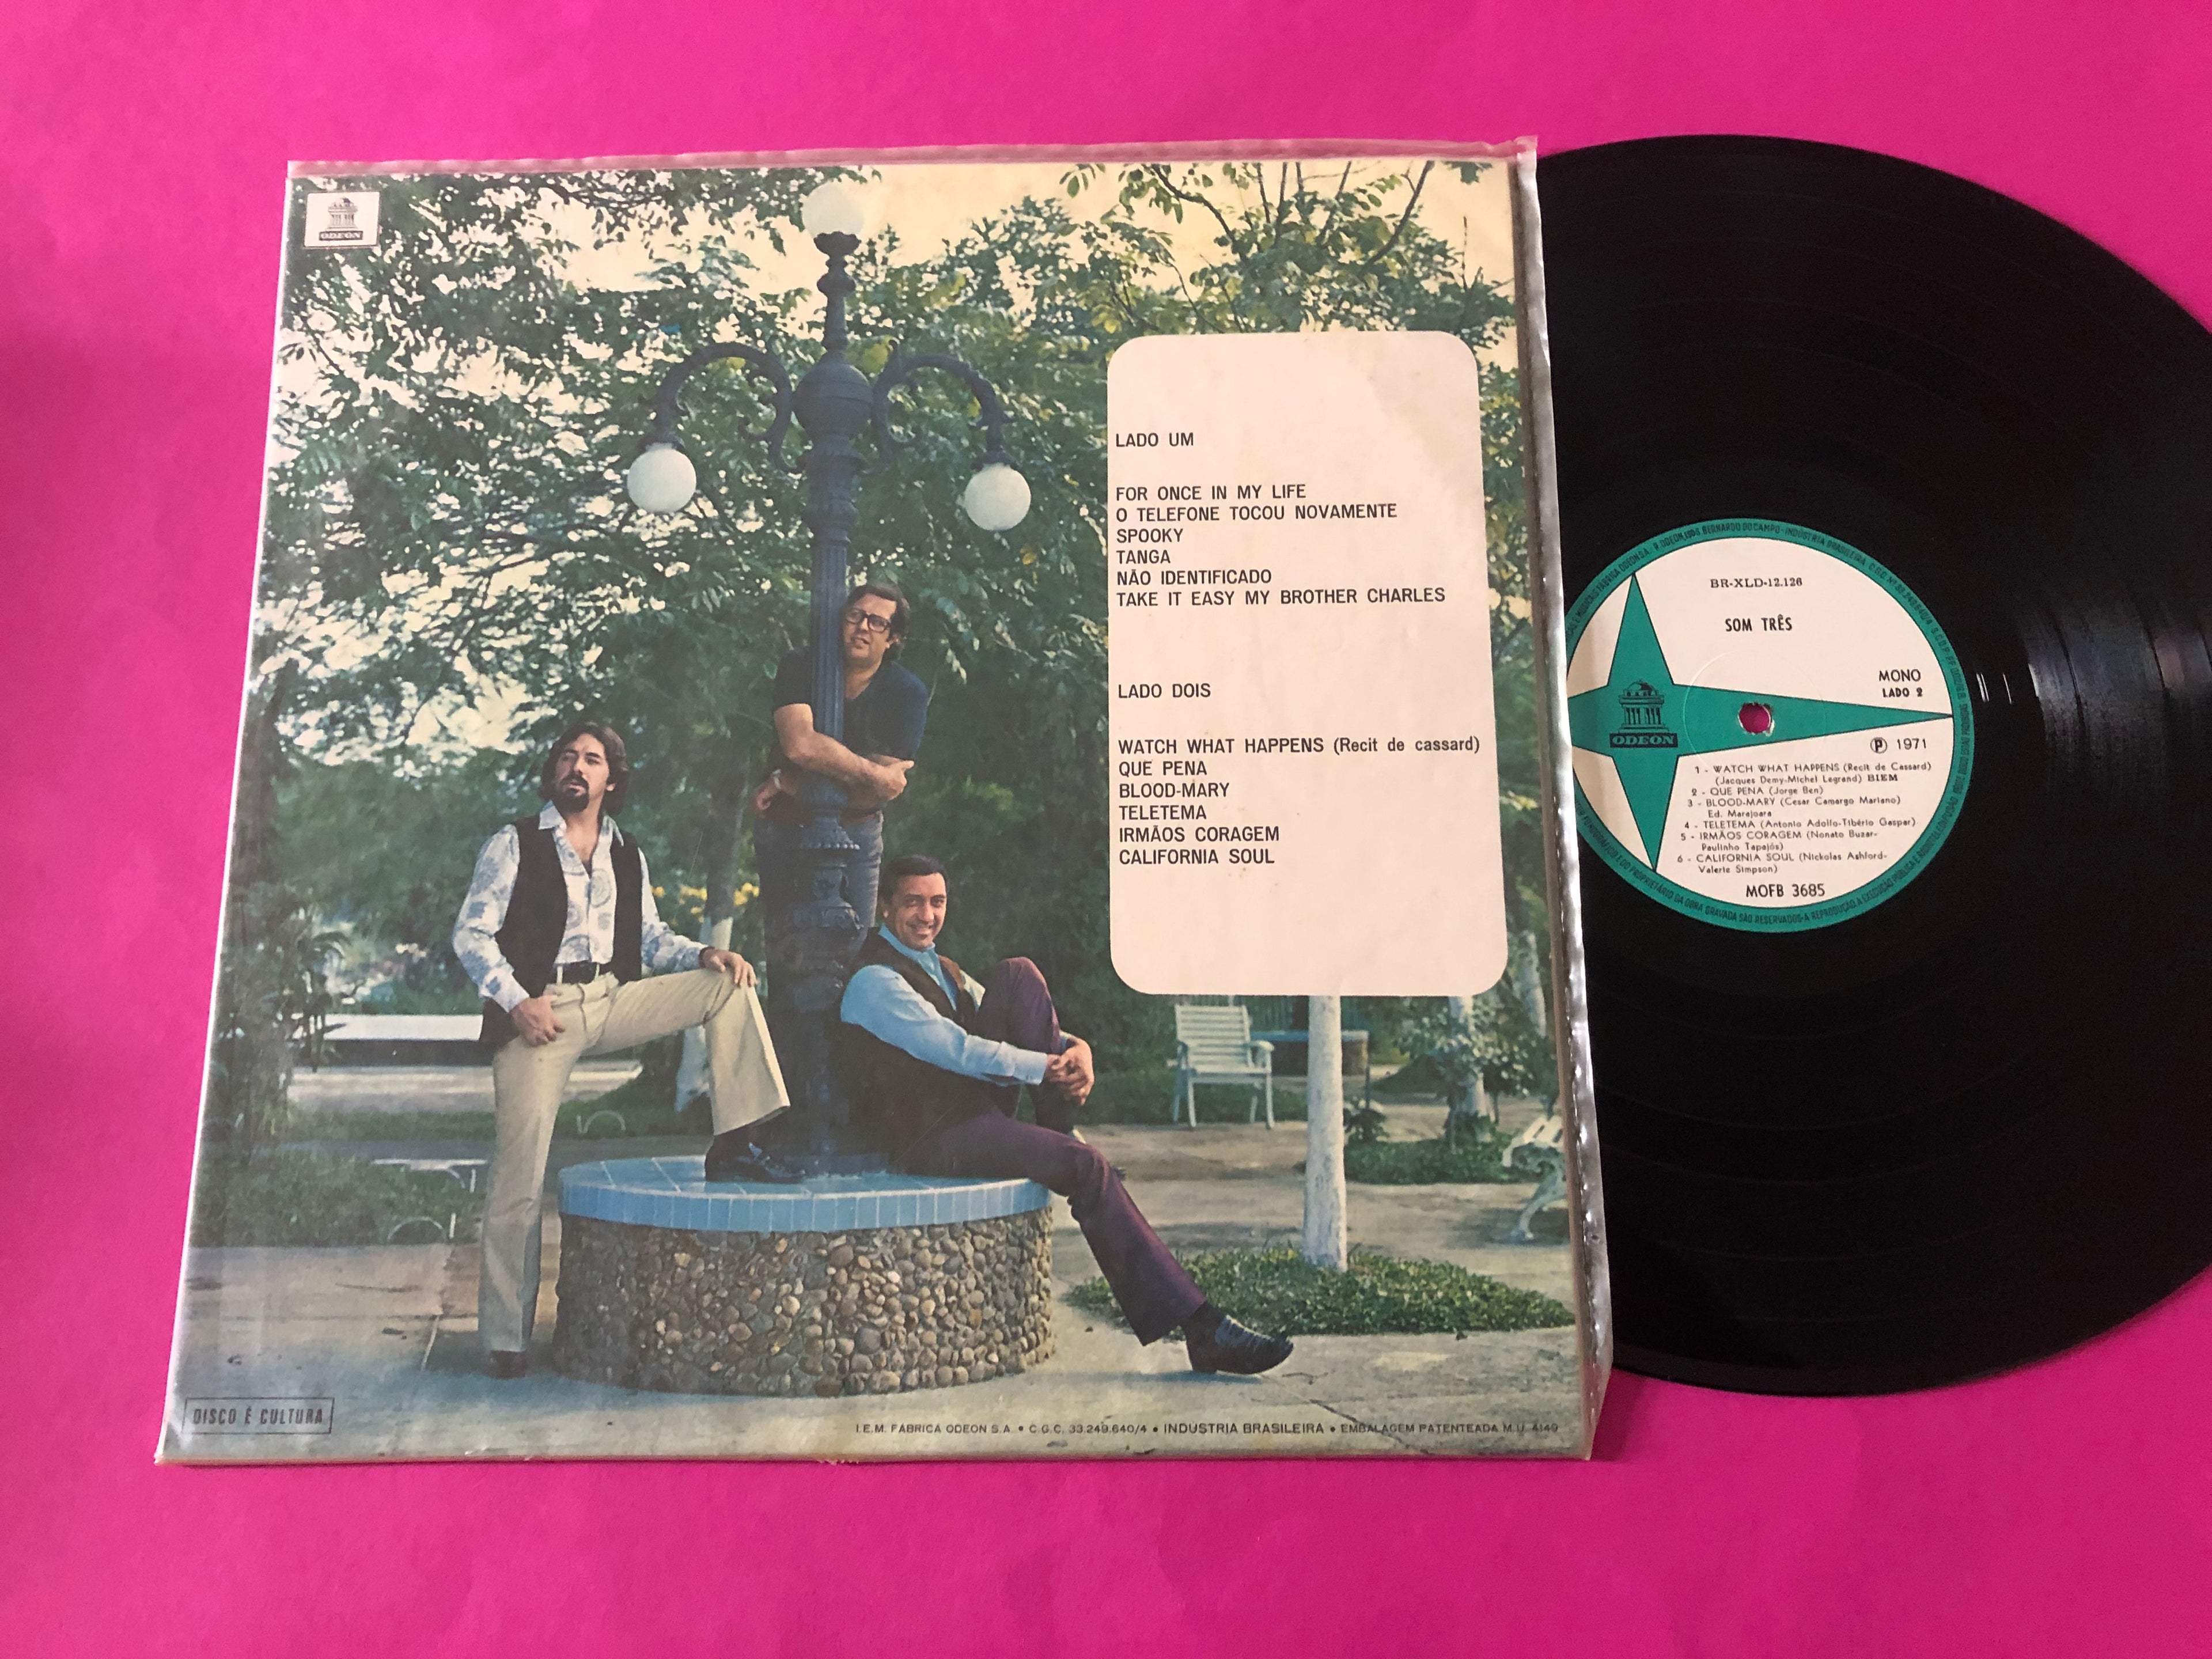 ODEON
LADO UM
FOR ONCE IN MY LIFE
O TELEFONE TOCOU NOVAMENTE
SPOOKY
TANGA
NÃO IDENTIFICADO
TAKE IT EASY MY BROTHER CHARLES
LADO DOIS
WATCH WHAT HAPPENS (Recit de cassard)
QUE PENA
BLOOD-MARY
TELETEMA
IRMÃOS CORAGEM
CALIFORNIA SOUL
DISCO É CULTURA
I.E.M. FABRICA ODEON S.A. • C.G.C. 33.249.640/4 • INDUSTRIA BRASILEIRA • EMBALAGEM PATENTEADA M.U. 4149
BR-XLD-12.126
SOM TRÊS
MONO
LADO 2
ODEON
Ⓟ 1971
1 - WATCH WHAT HAPPENS (Recit de Cassard)
(Jacques Demy-Michel Legrand) BIEM
2 - QUE PENA (Jorge Ben)
3 - BLOOD-MARY (Cesar Camargo Mariano)
Ed. Marajoara
4 - TELETEMA (Antonio Adolfo-Tibério Gaspar)
5 - IRMÃOS CORAGEM (Nonato Buzar-
Paulinho Tapajós)
6 - CALIFORNIA SOUL (Nickolas Ashford-
Valerie Simpson)
MOFB 3685